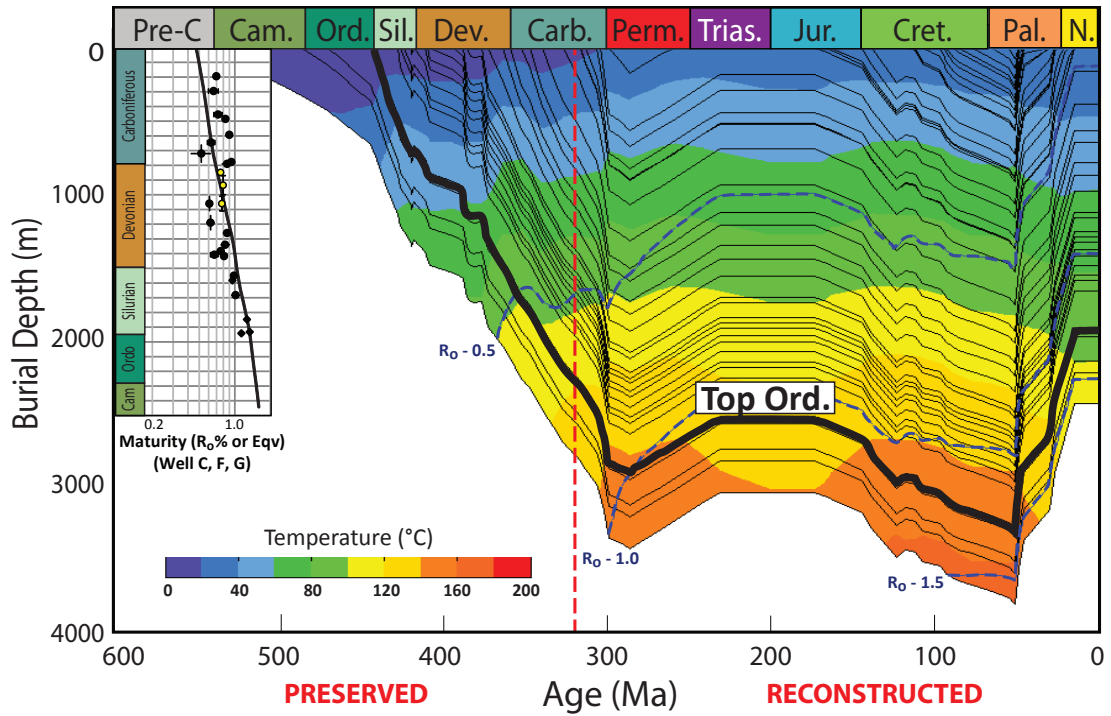 Pre-C Cam. Ord. Sil. Dev. Carb. Perm. Trias. Jur. Cret. Pal. N.
0
1000
2000
3000
4000
Burial Depth (m)
Carboniferous
Devonian
Silurian
Ordo
Cam
0.2 1.0
Maturity (Ro% or Eqv)
(Well C, F, G)
Ro - 0.5
Top Ord.
Ro - 1.0
Ro - 1.5
Temperature (°C)
0 40 80 120 160 200
600 500 400 300 200 100 0
PRESERVED Age (Ma) RECONSTRUCTED